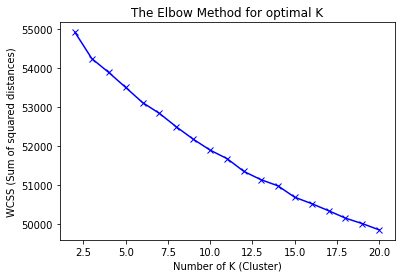 The Elbow Method for optimal K
55000
54000
53000
52000
51000
50000
WCSS (Sum of squared distances)
2.5 5.0 7.5 10.0 12.5 15.0 17.5 20.0
Number of K (Cluster)